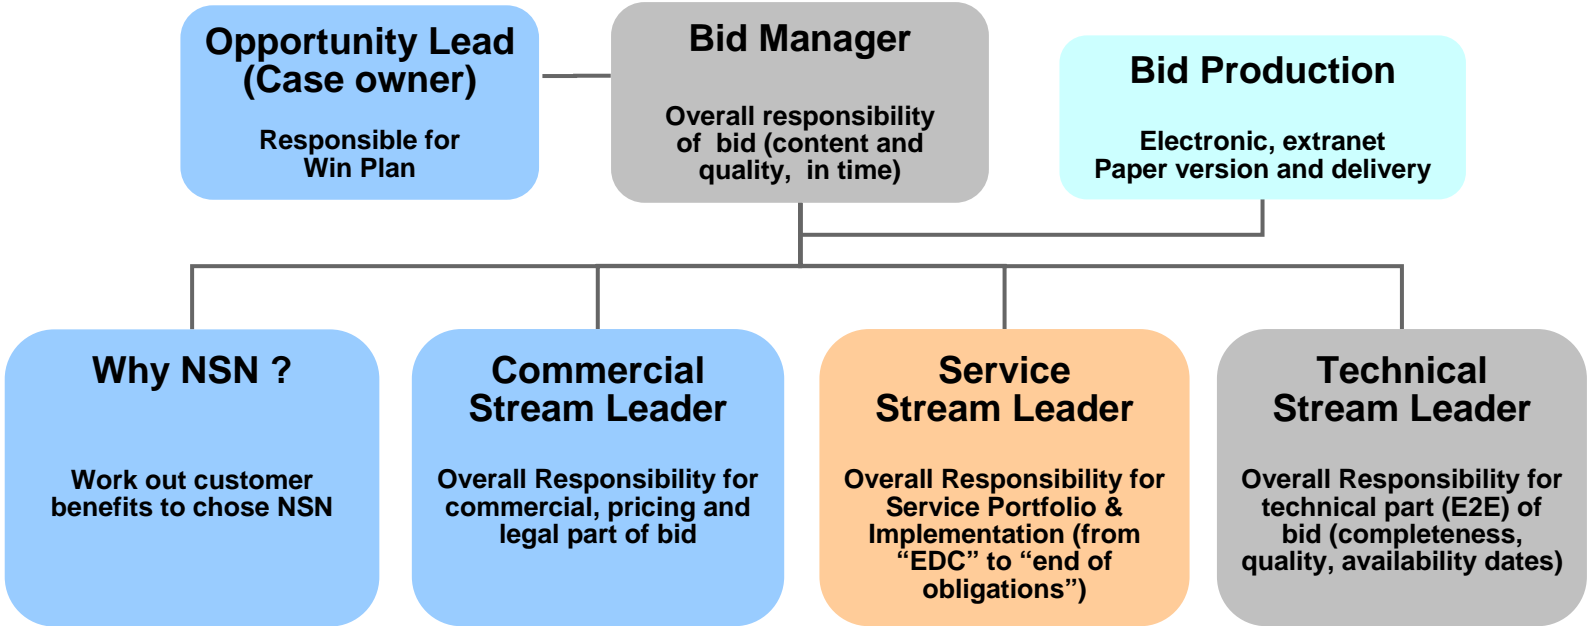 Opportunity Lead
(Case owner)
Responsible for
Win Plan
Bid Manager
Overall responsibility
of bid (content and
quality, in time)
Bid Production
Electronic, extranet
Paper version and delivery
Why NSN ?
Work out customer
benefits to chose NSN
Commercial
Stream Leader
Overall Responsibility for
commercial, pricing and
legal part of bid
Service
Stream Leader
Overall Responsibility for
Service Portfolio &
Implementation (from
“EDC” to “end of
obligations”)
Technical
Stream Leader
Overall Responsibility for
technical part (E2E) of
bid (completeness,
quality, availability dates)